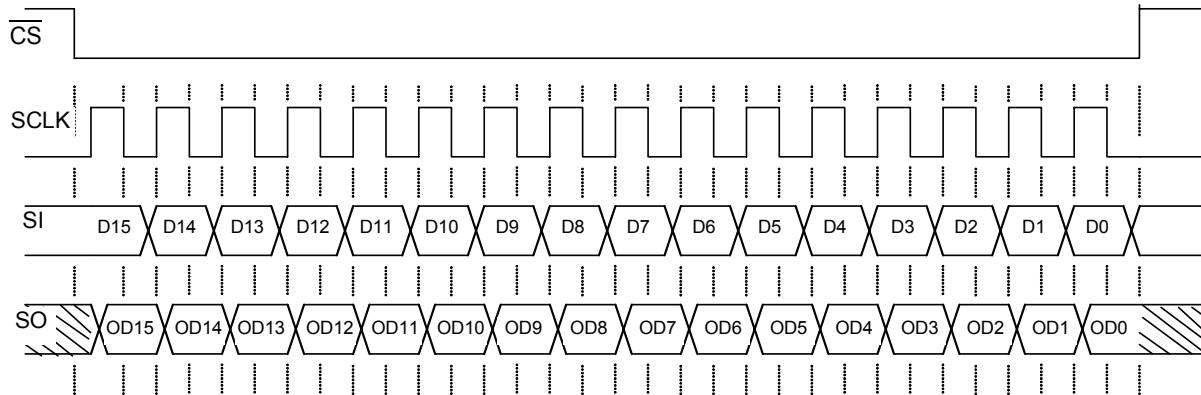 C̅S̅
SCLK
SI D15 D14 D13 D12 D11 D10 D9 D8 D7 D6 D5 D4 D3 D2 D1 D0
SO OD15 OD14 OD13 OD12 OD11 OD10 OD9 OD8 OD7 OD6 OD5 OD4 OD3 OD2 OD1 OD0